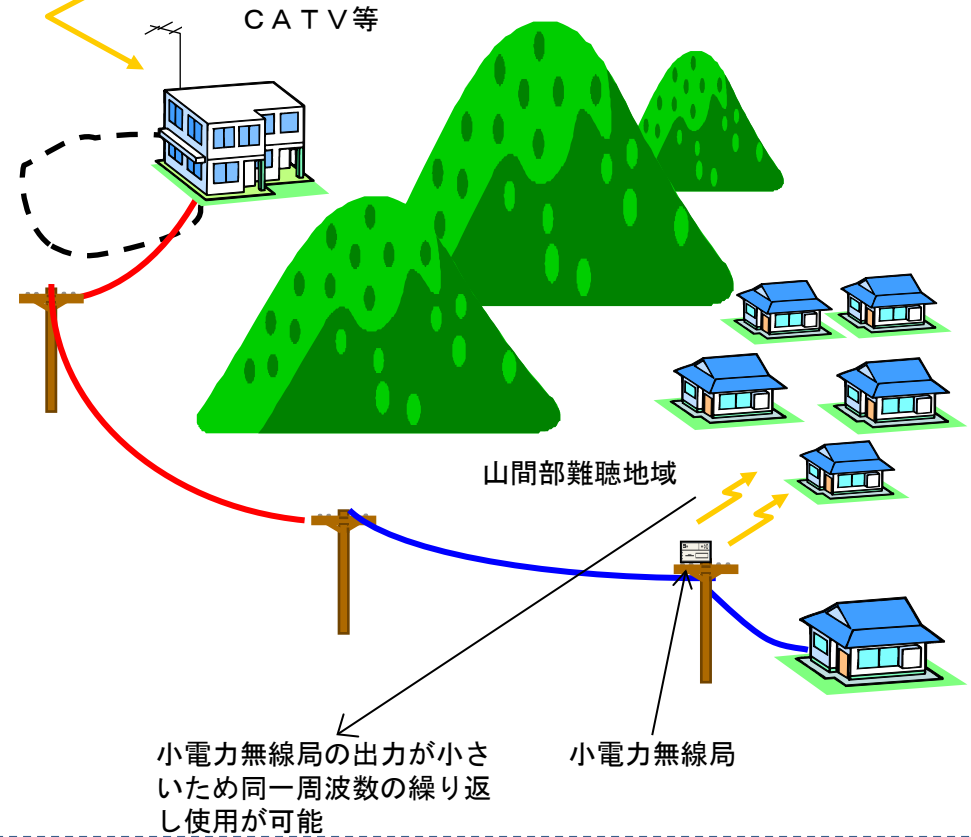 ＣＡＴＶ等
山間部難聴地域
小電力無線局の出力が小さ
いため同一周波数の繰り返
し使用が可能
小電力無線局